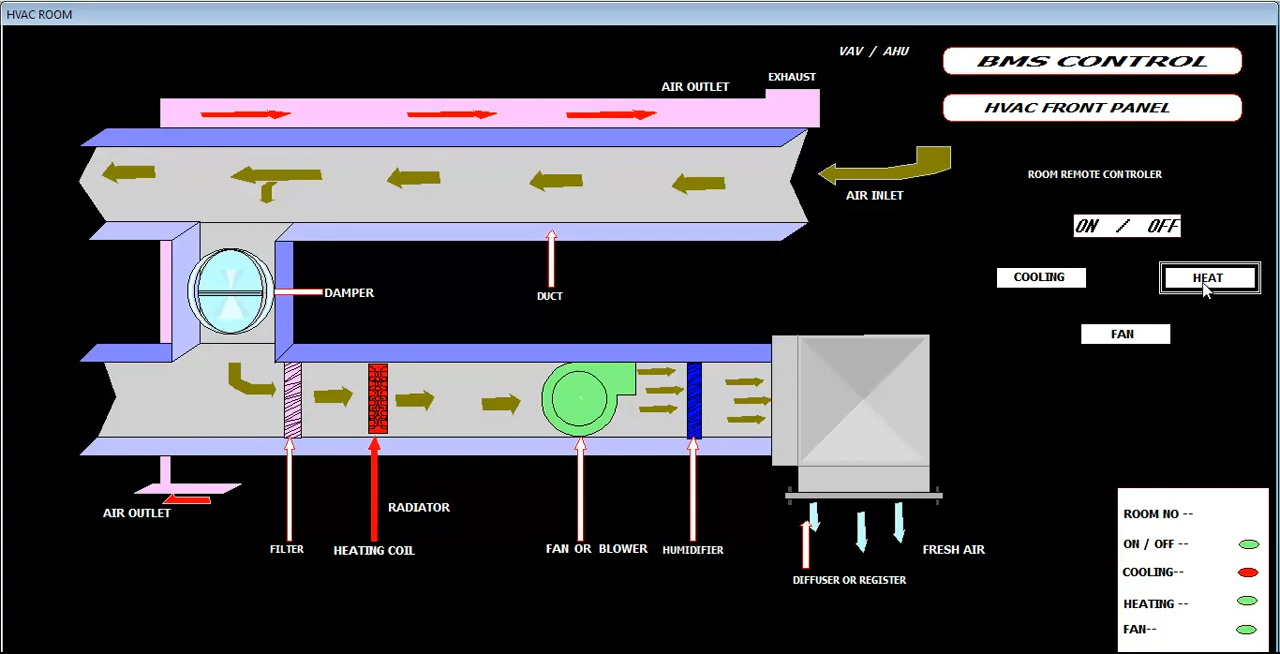 HVAC ROOM
VAV / AHU
BMS CONTROL
EXHAUST
AIR OUTLET
HVAC FRONT PANEL
ROOM REMOTE CONTROLER
AIR INLET
ON / OFF
COOLING
HEAT
DAMPER
DUCT
FAN
RADIATOR
AIR OUTLET
FILTER
HEATING COIL
FAN OR BLOWER
HUMIDIFIER
FRESH AIR
DIFFUSER OR REGISTER
ROOM NO --
ON / OFF --
COOLING--
HEATING --
FAN--